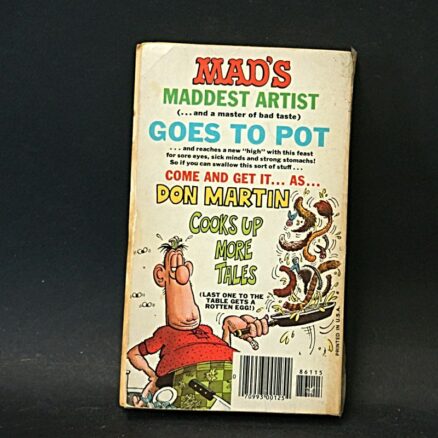 MAD'S
MADDEST ARTIST
(...and a master of bad taste)
GOES TO POT
...and reaches a new "high" with this feast
for sore eyes, sick minds and strong stomachs!
So if you can swallow this sort of stuff...
COME AND GET IT... AS...
DON MARTIN
COOKS UP
MORE
TALES
(LAST ONE TO THE
TABLE GETS A
ROTTEN EGG!)
PRINTED IN U.S.A.
86115
0
70993 00125